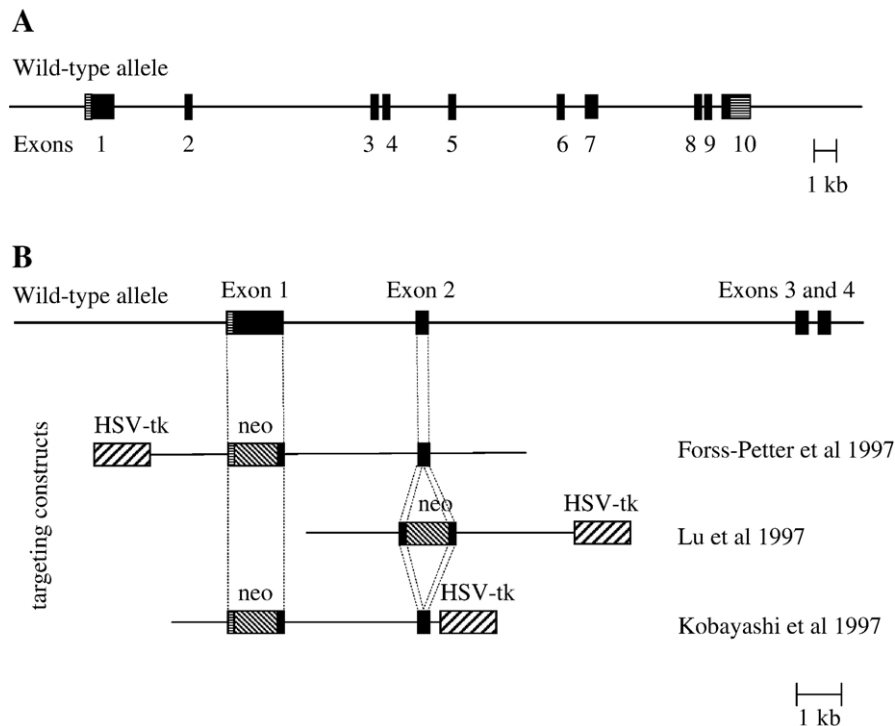 A
Wild-type allele
Exons 1 2 3 4 5 6 7 8 9 10
1 kb
B
Wild-type allele Exon 1 Exon 2 Exons 3 and 4
targeting constructs
HSV-tk neo Forss-Petter et al 1997
neo HSV-tk Lu et al 1997
neo HSV-tk Kobayashi et al 1997
1 kb